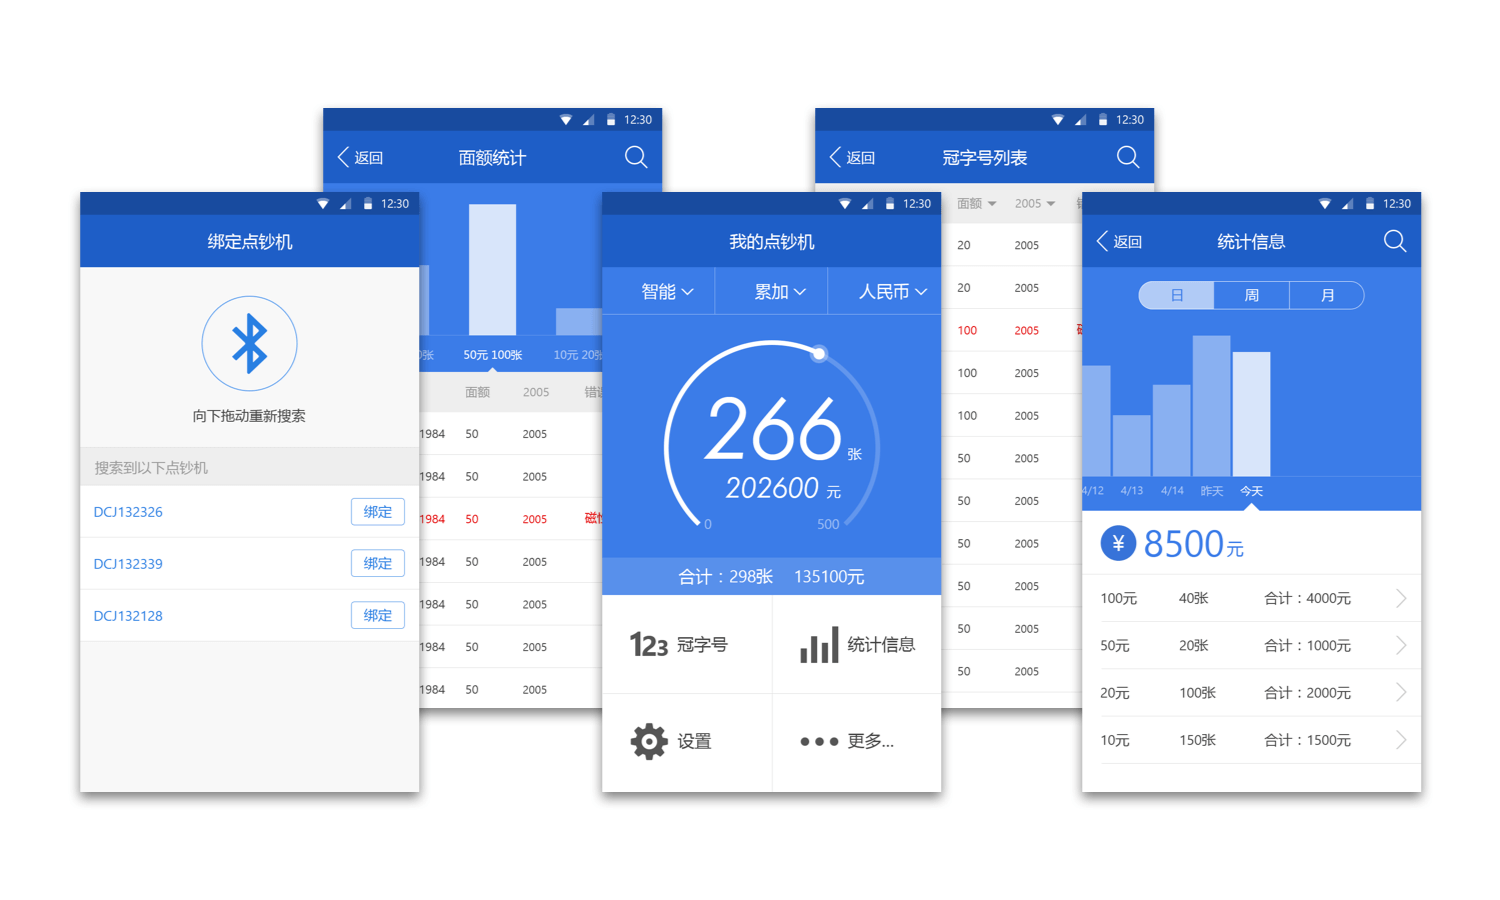 12:30
绑定点钞机
向下拖动重新搜索
搜索到以下点钞机
DCJ132326 绑定
DCJ132339 绑定
DCJ132128 绑定
12:30
返回 面额统计
张 50元 100张 10元 20张
面额 2005
1984 50 2005
1984 50 2005
1984 50 2005
1984 50 2005
1984 50 2005
1984 50 2005
1984 50 2005
12:30
我的点钞机
智能 累加 人民币
266 张
202600 元
0 500
合计：298张 135100元
123 冠字号
统计信息
设置
更多...
12:30
返回 冠字号列表
面额 2005
20 2005
20 2005
100 2005
100 2005
100 2005
50 2005
50 2005
50 2005
50 2005
50 2005
50 2005
12:30
返回 统计信息
日 周 月
4/12 4/13 4/14 昨天 今天
¥ 8500元
100元 40张 合计：4000元
50元 20张 合计：1000元
20元 100张 合计：2000元
10元 150张 合计：1500元